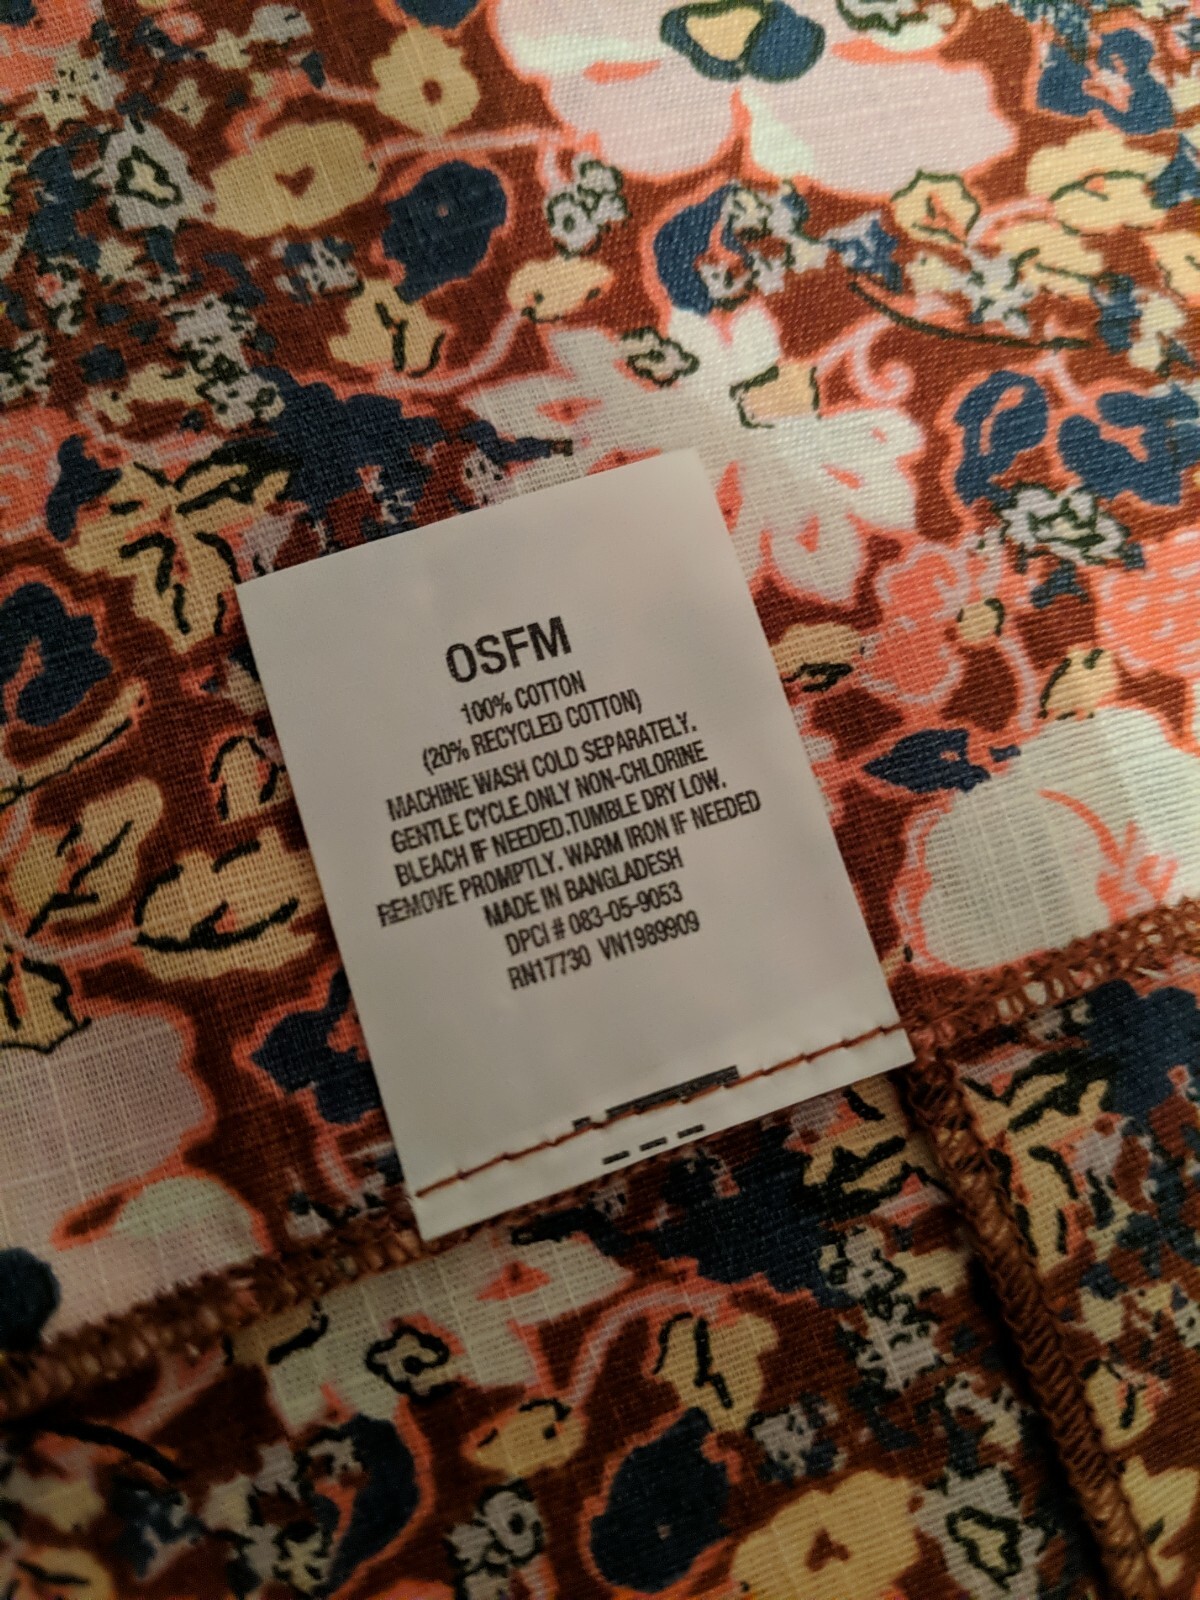 OSFM
100% COTTON
(20% RECYCLED COTTON)
MACHINE WASH COLD SEPARATELY.
GENTLE CYCLE.ONLY NON-CHLORINE
BLEACH IF NEEDED.TUMBLE DRY LOW.
REMOVE PROMPTLY. WARM IRON IF NEEDED
MADE IN BANGLADESH
DPCI # 083-05-9053
RN17730 VN1989909